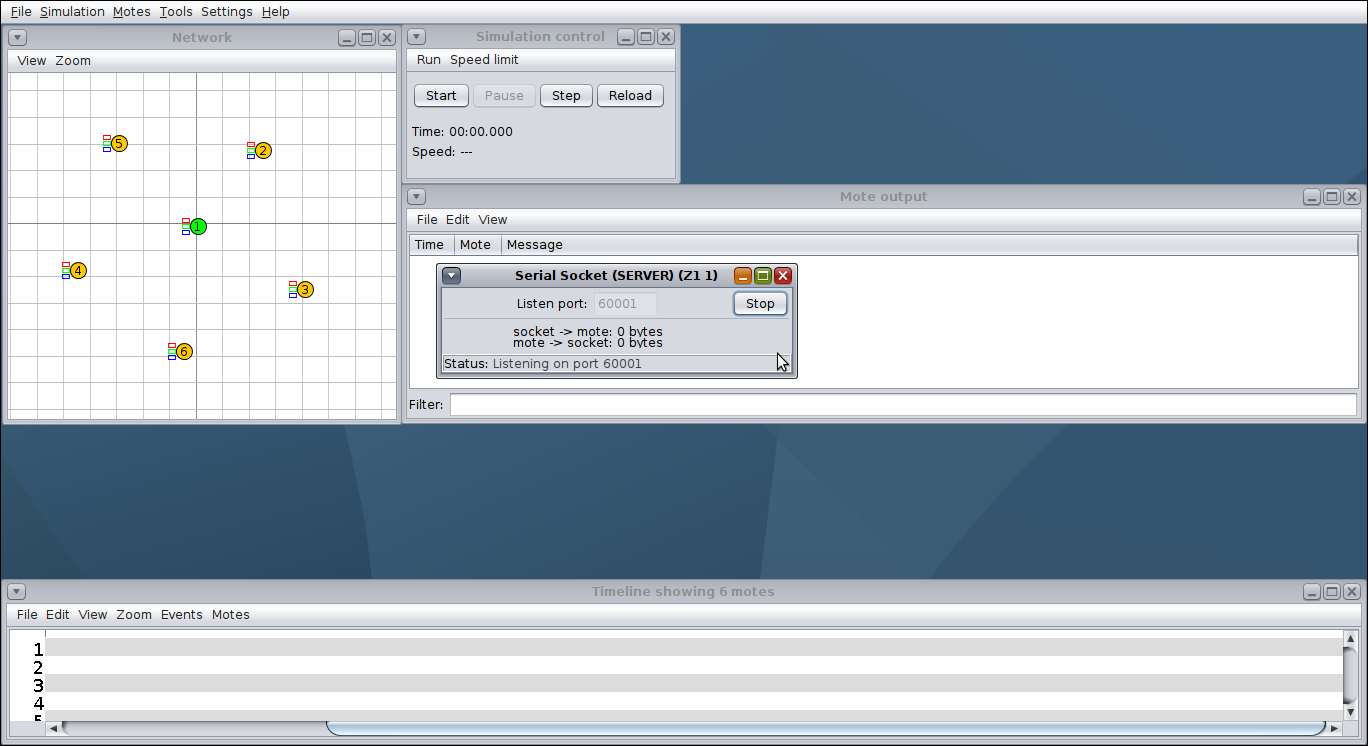 File Simulation Motes Tools Settings Help
Network
View Zoom
5
2
1
4
3
6
Simulation control
Run Speed limit
Start Pause Step Reload
Time: 00:00.000
Speed: ---
Mote output
File Edit View
Time Mote Message
Serial Socket (SERVER) (Z1 1)
Listen port: 60001 Stop
socket -> mote: 0 bytes
mote -> socket: 0 bytes
Status: Listening on port 60001
Filter:
Timeline showing 6 motes
File Edit View Zoom Events Motes
1
2
3
4
5